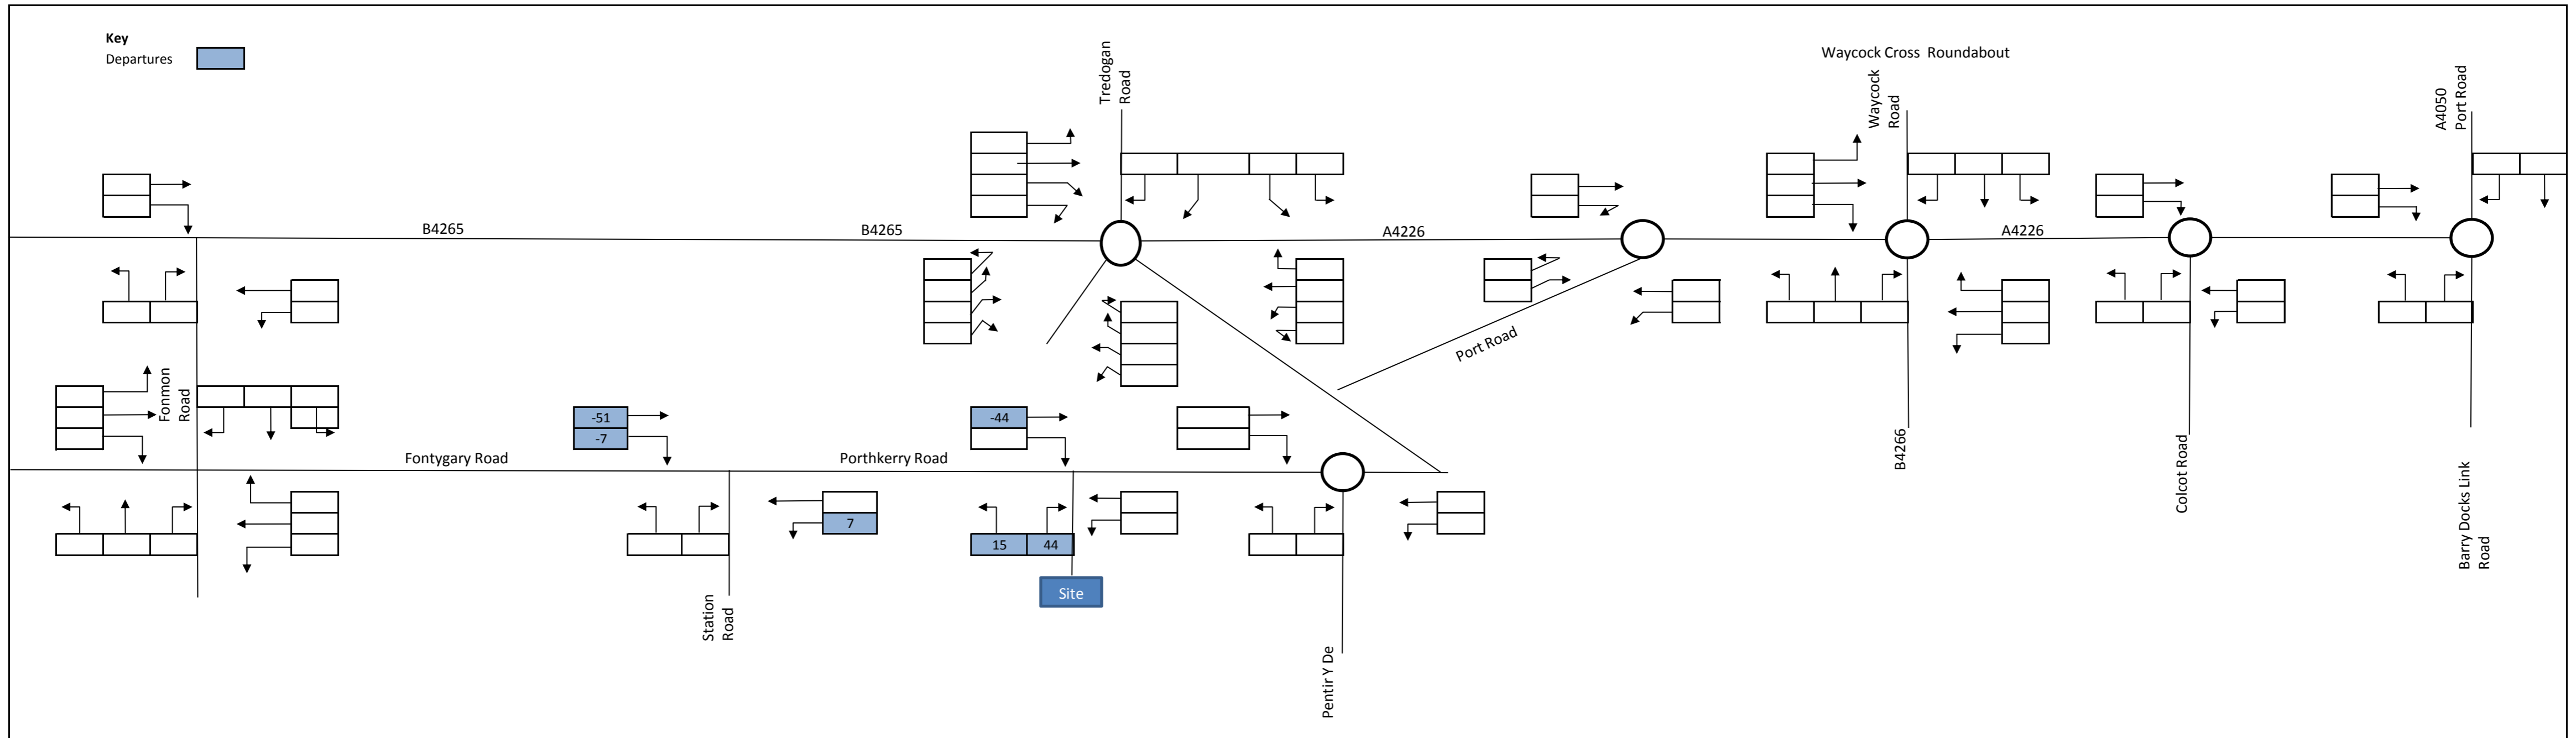 Key
Departures
Tredogan
Road
Waycock Cross Roundabout
Waycock
Road
A4050
Port Road
B4265
B4265
A4226
A4226
Port Road
Fonmon
Road
-51
-7
-44
Fontygary Road
Porthkerry Road
B4266
Colcot Road
Barry Docks Link
Road
7
15
44
Site
Station
Road
Pentir Y De